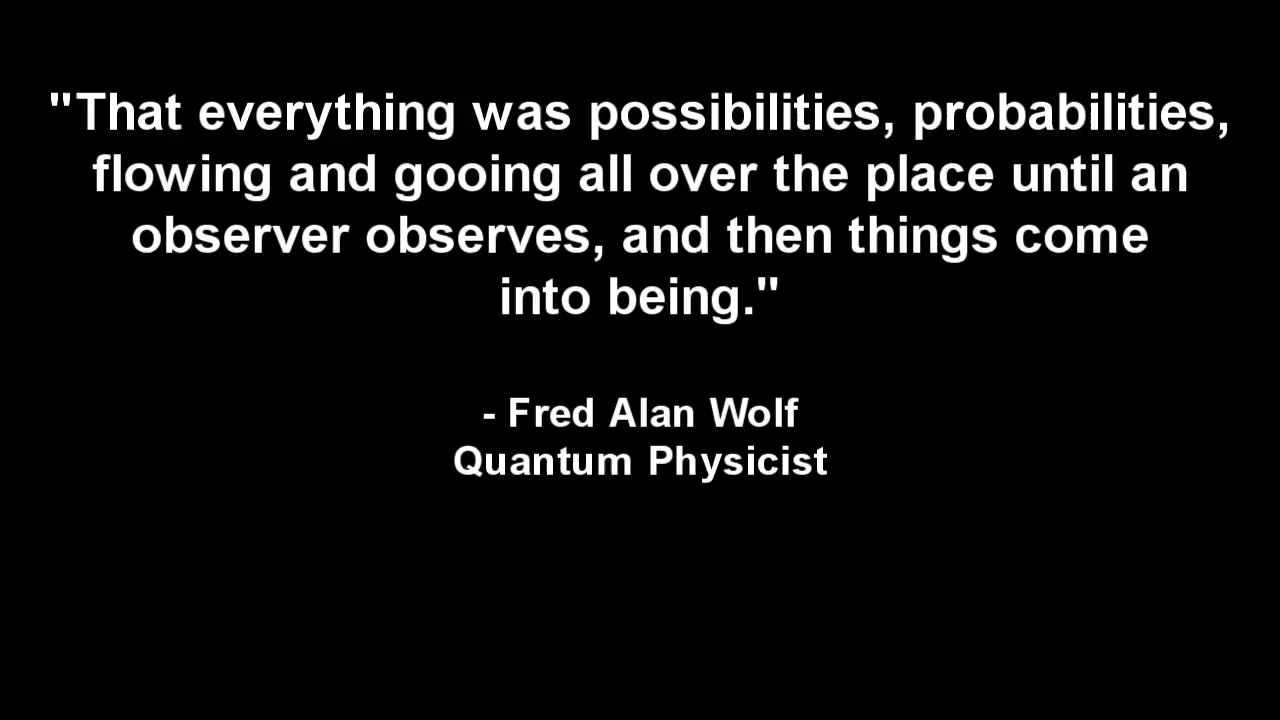 "That everything was possibilities, probabilities,
flowing and gooing all over the place until an
observer observes, and then things come
into being."
- Fred Alan Wolf
Quantum Physicist